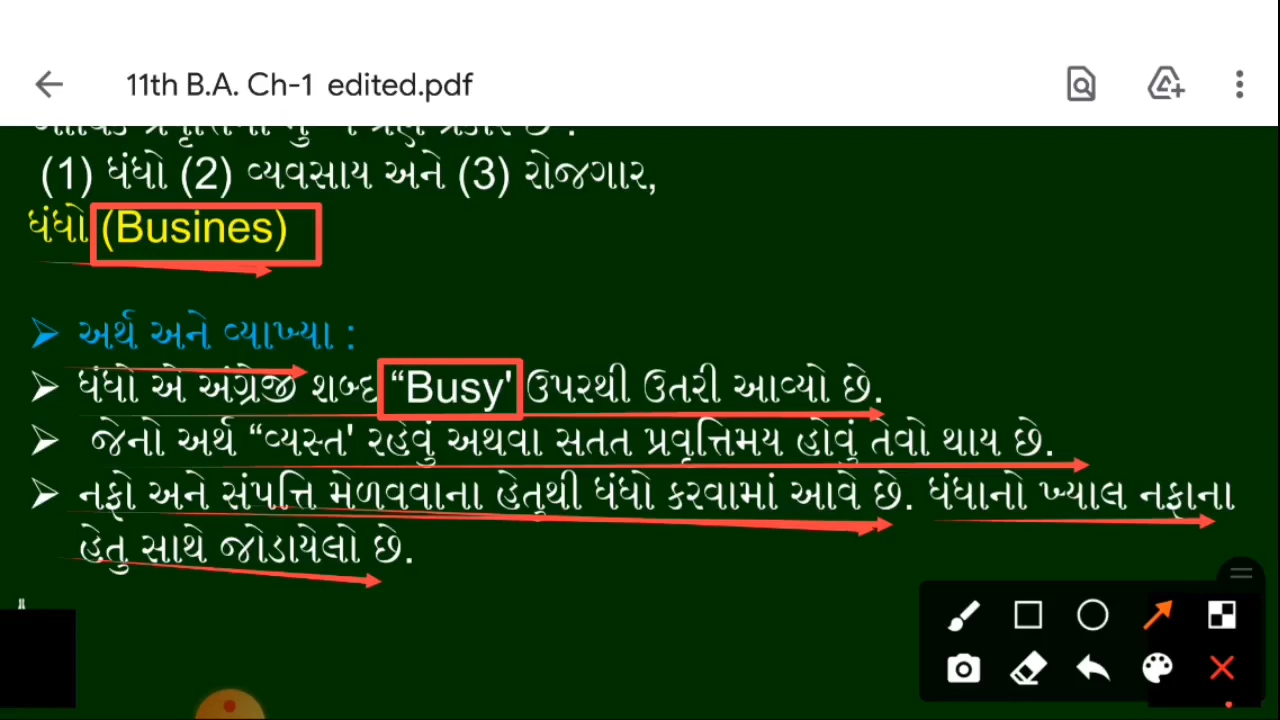 11th B.A. Ch-1 edited.pdf
(1) ધંધો (2) વ્યવસાય અને (3) રોજગાર,
ધંધો (Busines)
➢ અર્થ અને વ્યાખ્યા :
➢ ધંધો એ અંગ્રેજી શબ્દ “Busy' ઉપરથી ઉતરી આવ્યો છે.
➢ જેનો અર્થ “વ્યસ્ત' રહેવું અથવા સતત પ્રવૃત્તિમય હોવું તેવો થાય છે.
➢ નફો અને સંપત્તિ મેળવવાના હેતુથી ધંધો કરવામાં આવે છે. ધંધાનો ખ્યાલ નફાના
હેતુ સાથે જોડાયેલો છે.